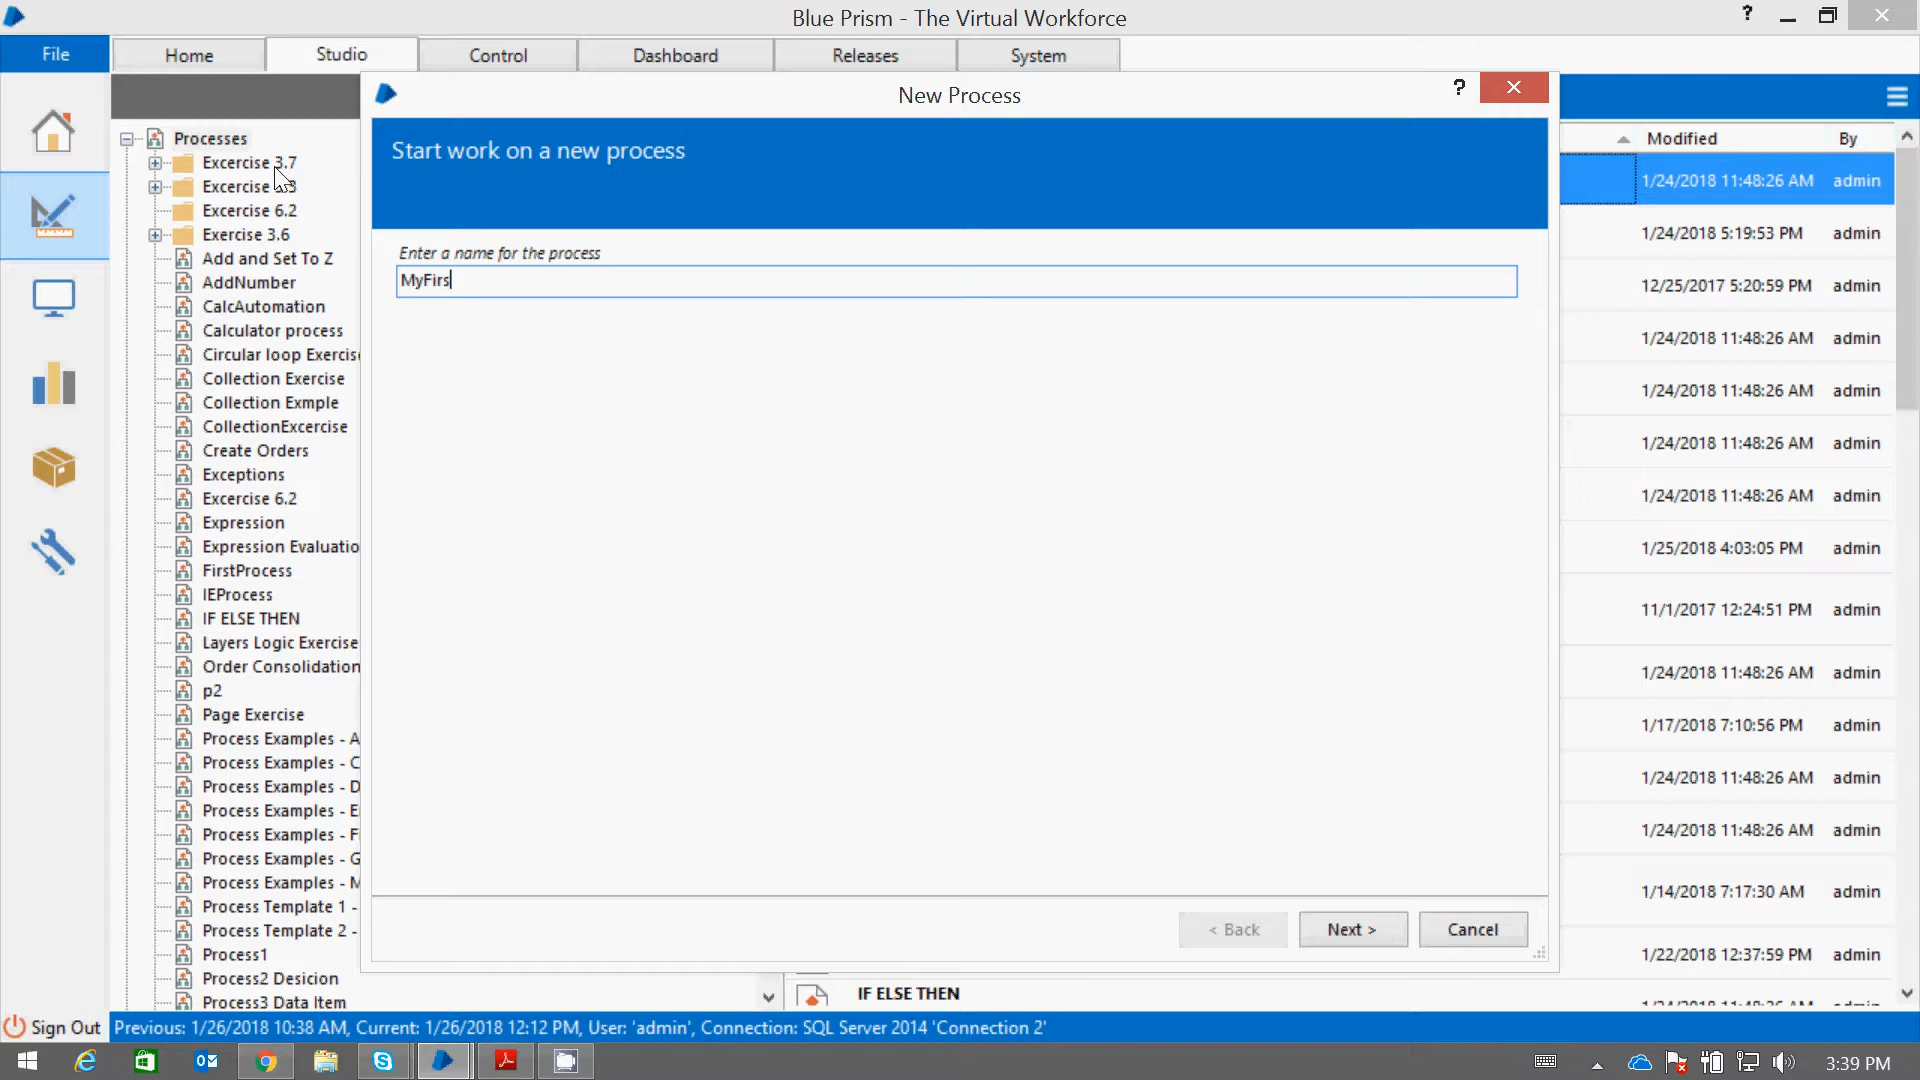 Blue Prism - The Virtual Workforce
?
File
Home
Studio
Control
Dashboard
Releases
System
New Process
?
Start work on a new process
Enter a name for the process
MyFirs
< Back
Next >
Cancel
Processes
Excercise 3.7
Excercise
Excercise 6.2
Exercise 3.6
Add and Set To Z
AddNumber
CalcAutomation
Calculator process
Circular loop Exercise
Collection Exercise
Collection Exmple
CollectionExcercise
Create Orders
Exceptions
Excercise 6.2
Expression
Expression Evaluatio
FirstProcess
IEProcess
IF ELSE THEN
Layers Logic Exercise
Order Consolidation
p2
Page Exercise
Process Examples - A
Process Examples - C
Process Examples - D
Process Examples - E
Process Examples - F
Process Examples - G
Process Examples - M
Process Template 1 -
Process Template 2 -
Process1
Process2 Desicion
Process3 Data Item
Modified By
1/24/2018 11:48:26 AM admin
1/24/2018 5:19:53 PM admin
12/25/2017 5:20:59 PM admin
1/24/2018 11:48:26 AM admin
1/24/2018 11:48:26 AM admin
1/24/2018 11:48:26 AM admin
1/24/2018 11:48:26 AM admin
1/25/2018 4:03:05 PM admin
11/1/2017 12:24:51 PM admin
1/24/2018 11:48:26 AM admin
1/17/2018 7:10:56 PM admin
1/24/2018 11:48:26 AM admin
1/24/2018 11:48:26 AM admin
1/14/2018 7:17:30 AM admin
1/22/2018 12:37:59 PM admin
IF ELSE THEN
Sign Out
Previous: 1/26/2018 10:38 AM, Current: 1/26/2018 12:12 PM, User: 'admin', Connection: SQL Server 2014 'Connection 2'
3:39 PM